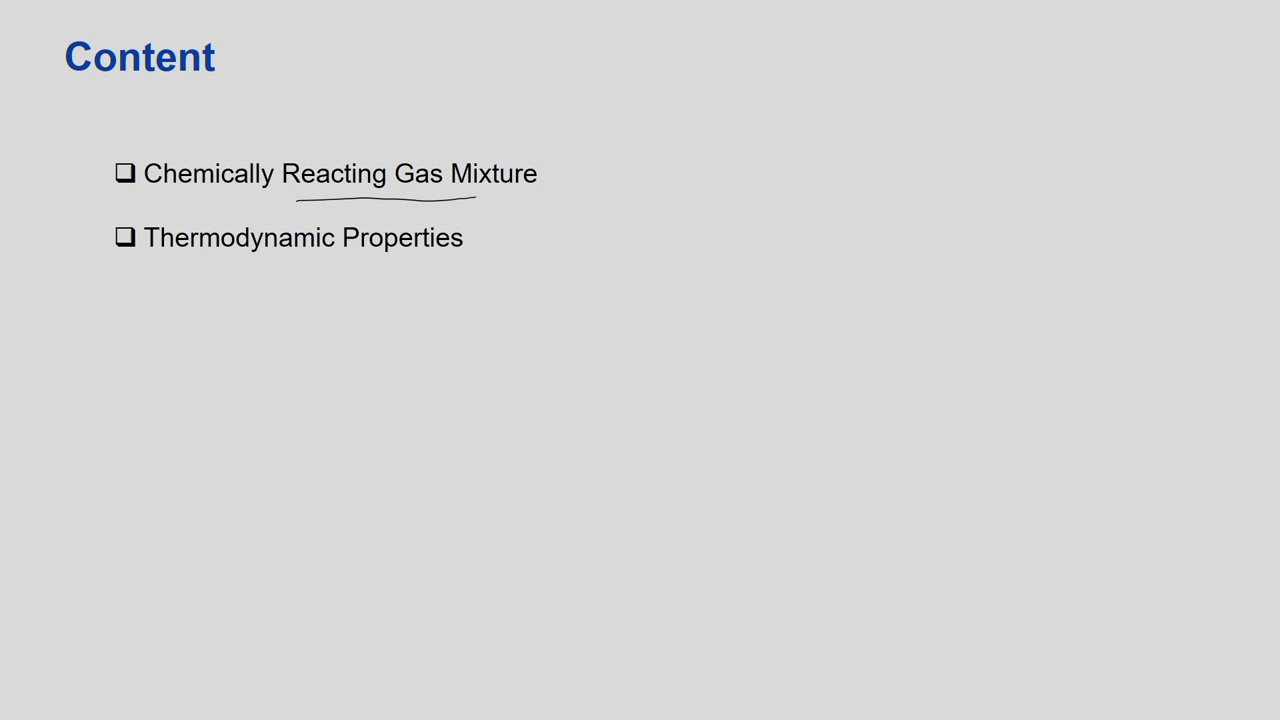 Content
Chemically Reacting Gas Mixture
Thermodynamic Properties